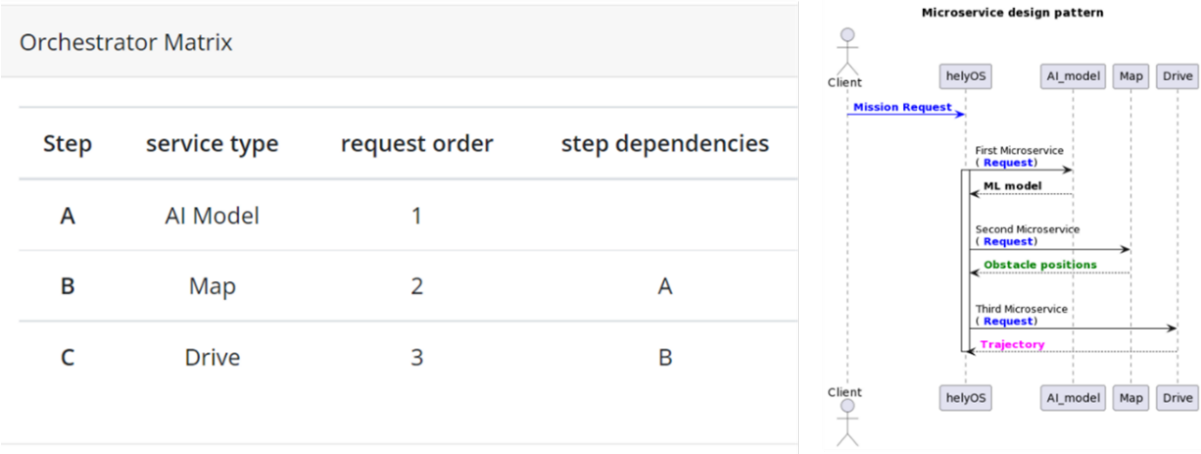 Orchestrator Matrix
Step service type request order step dependencies
A AI Model 1
B Map 2 A
C Drive 3 B
Microservice design pattern
Client
helyOS AI_model Map Drive
Mission Request
First Microservice
( Request)
ML model
Second Microservice
( Request)
Obstacle positions
Third Microservice
( Request)
Trajectory
Client
helyOS AI_model Map Drive